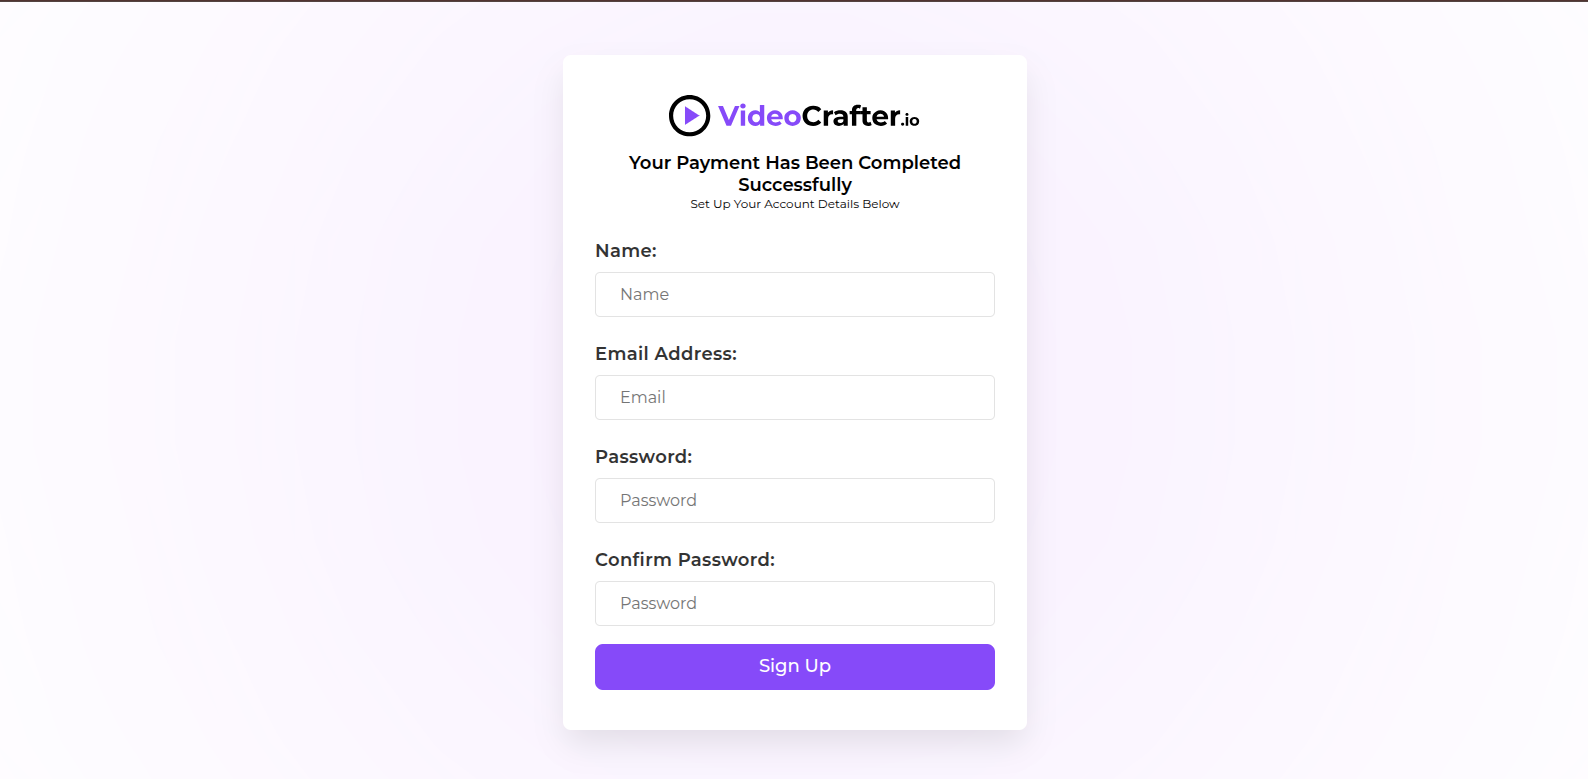 VideoCrafter.io
Your Payment Has Been Completed
Successfully
Set Up Your Account Details Below
Name:
Name
Email Address:
Email
Password:
Password
Confirm Password:
Password
Sign Up